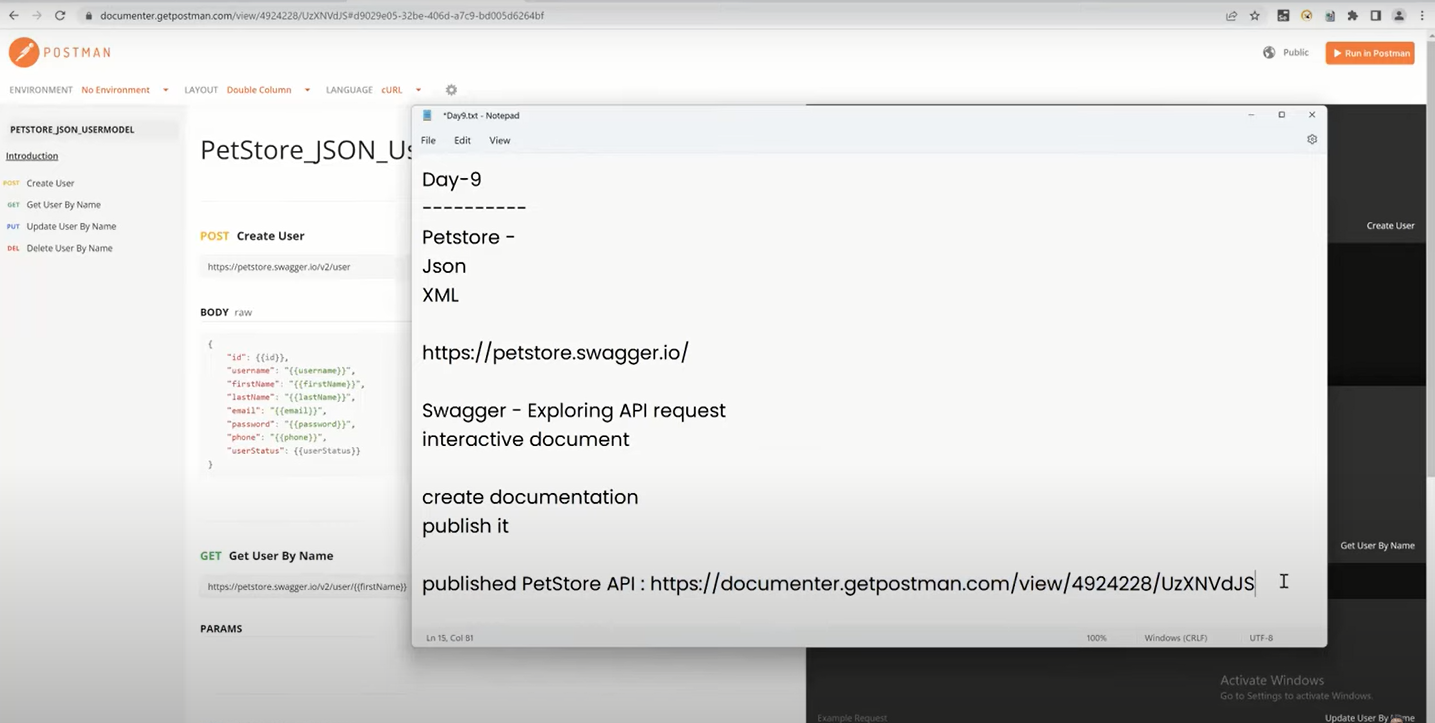 documenter.getpostman.com/view/4924228/UzXNVdJS#d9029e05-32be-406d-a7c9-bd005d6264bf
POSTMAN
Public
Run in Postman
ENVIRONMENT No Environment LAYOUT Double Column LANGUAGE cURL
PETSTORE_JSON_USERMODEL
Introduction
POST Create User
GET Get User By Name
PUT Update User By Name
DEL Delete User By Name
PetStore_JSON_Us
POST Create User
https://petstore.swagger.io/v2/user
BODY raw
{
"id": {{id}},
"username": "{{username}}",
"firstName": "{{firstName}}",
"lastName": "{{lastName}}",
"email": "{{email}}",
"password": "{{password}}",
"phone": "{{phone}}",
"userStatus": {{userStatus}}
}
GET Get User By Name
https://petstore.swagger.io/v2/user/{{firstName}}
PARAMS
*Day9.txt - Notepad
File Edit View
Day-9
----------
Petstore -
Json
XML
https://petstore.swagger.io/
Swagger - Exploring API request
interactive document
create documentation
publish it
published PetStore API : https://documenter.getpostman.com/view/4924228/UzXNVdJS
Ln 15, Col 81
100%
Windows (CRLF)
UTF-8
Create User
Get User By Name
Activate Windows
Go to Settings to activate Windows.
Example Request
Update User By Name